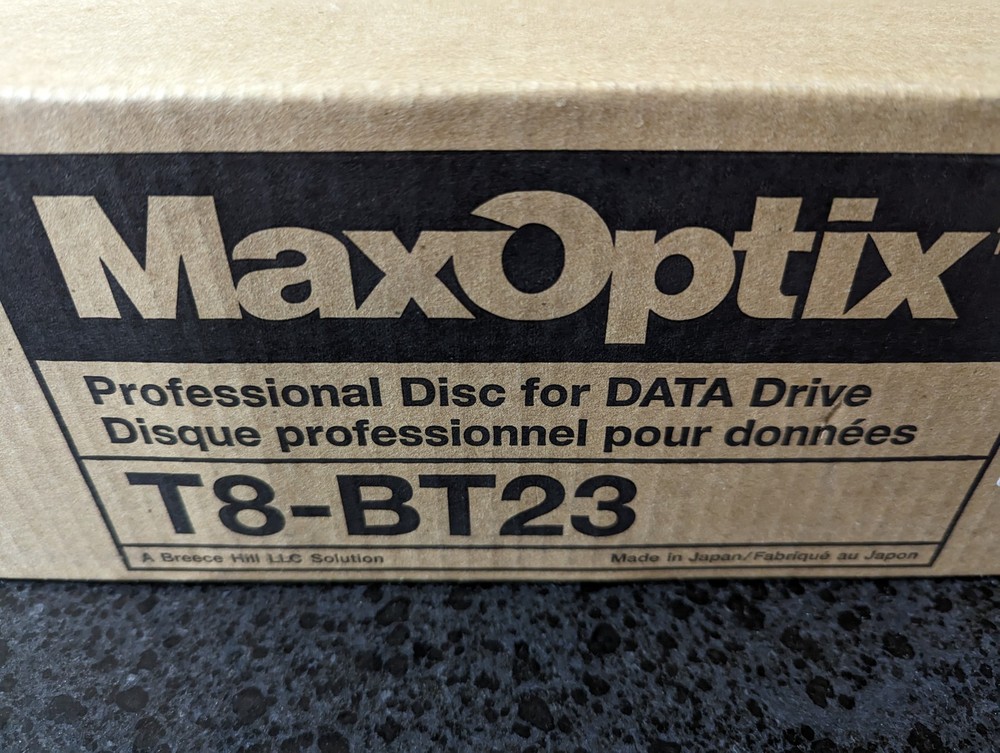 MaxOptix
Professional Disc for DATA Drive
Disque professionnel pour données
T8-BT23
A Breece Hill LLC Solution
Made in Japan/Fabriqué au Japon